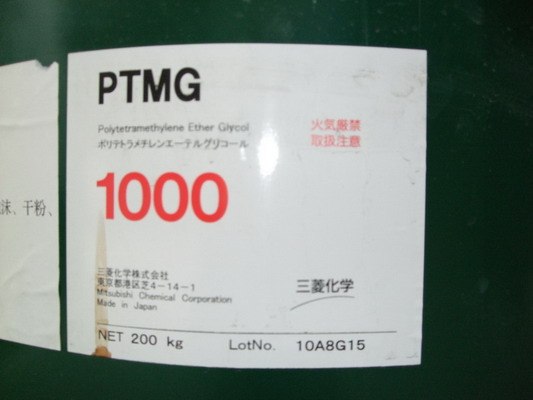 PTMG
Polytetramethylene Ether Glycol
ポリテトラメチレンエーテルグリコール
火気厳禁
取扱注意
1000
沫、干粉、
三菱化学株式会社
東京都港区芝4-14-1
Mitsubishi Chemical Corporation
Made in Japan
三菱化学
NET 200 kg LotNo. 10A8G15